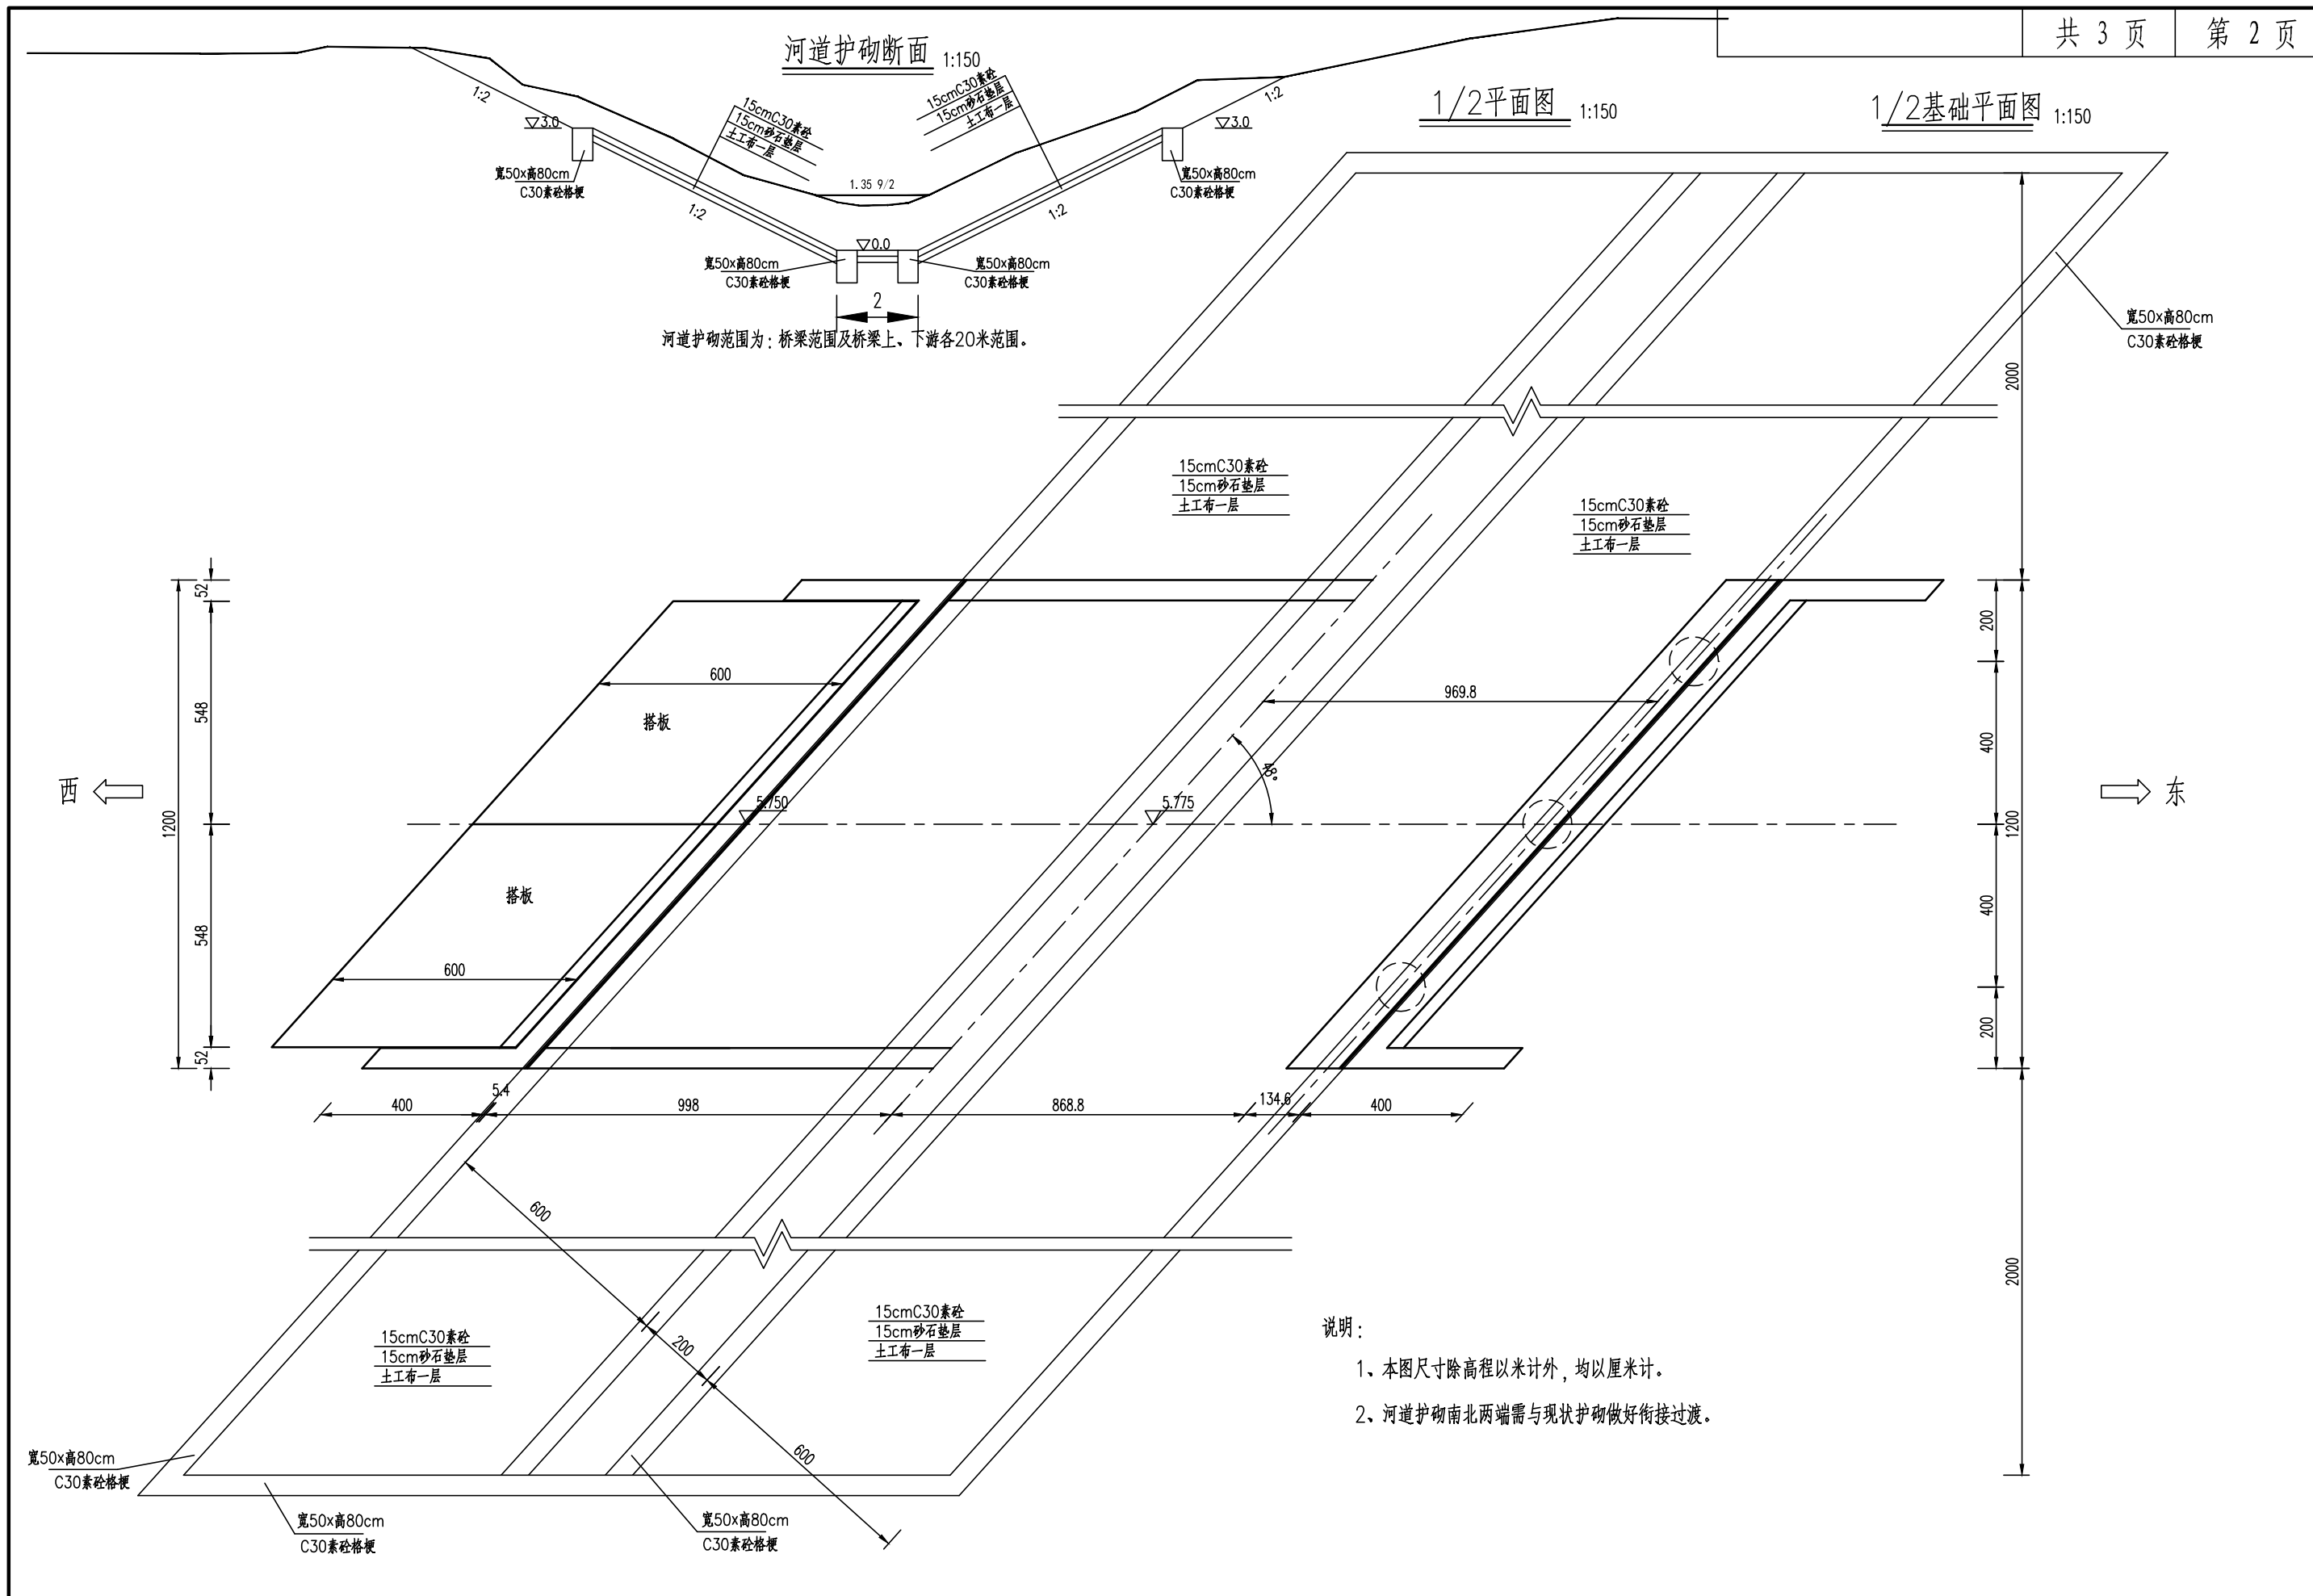 共 3 页
第 2 页
河道护砌断面 1:150
1/2平面图 1:150
1/2基础平面图 1:150
1:2
1:2
▽3.0
▽3.0
15cmC30素砼
15cm砂石垫层
土工布一层
15cmC30素砼
15cm砂石垫层
土工布一层
宽50×高80cm
C30素砼格梗
宽50×高80cm
C30素砼格梗
1.35 9/2
1:2
1:2
▽0.0
宽50×高80cm
C30素砼格梗
宽50×高80cm
C30素砼格梗
2
河道护砌范围为：桥梁范围及桥梁上、下游各20米范围。
宽50×高80cm
C30素砼格梗
2000
15cmC30素砼
15cm砂石垫层
土工布一层
15cmC30素砼
15cm砂石垫层
土工布一层
52
548
548
52
1200
600
搭板
搭板
600
969.8
48°
5.750
5.775
西
东
200
400
400
200
1200
400
5.4
998
868.8
134.6
400
600
200
600
2000
15cmC30素砼
15cm砂石垫层
土工布一层
15cmC30素砼
15cm砂石垫层
土工布一层
说明：
1、本图尺寸除高程以米计外，均以厘米计。
2、河道护砌南北两端需与现状护砌做好衔接过渡。
宽50×高80cm
C30素砼格梗
宽50×高80cm
C30素砼格梗
宽50×高80cm
C30素砼格梗